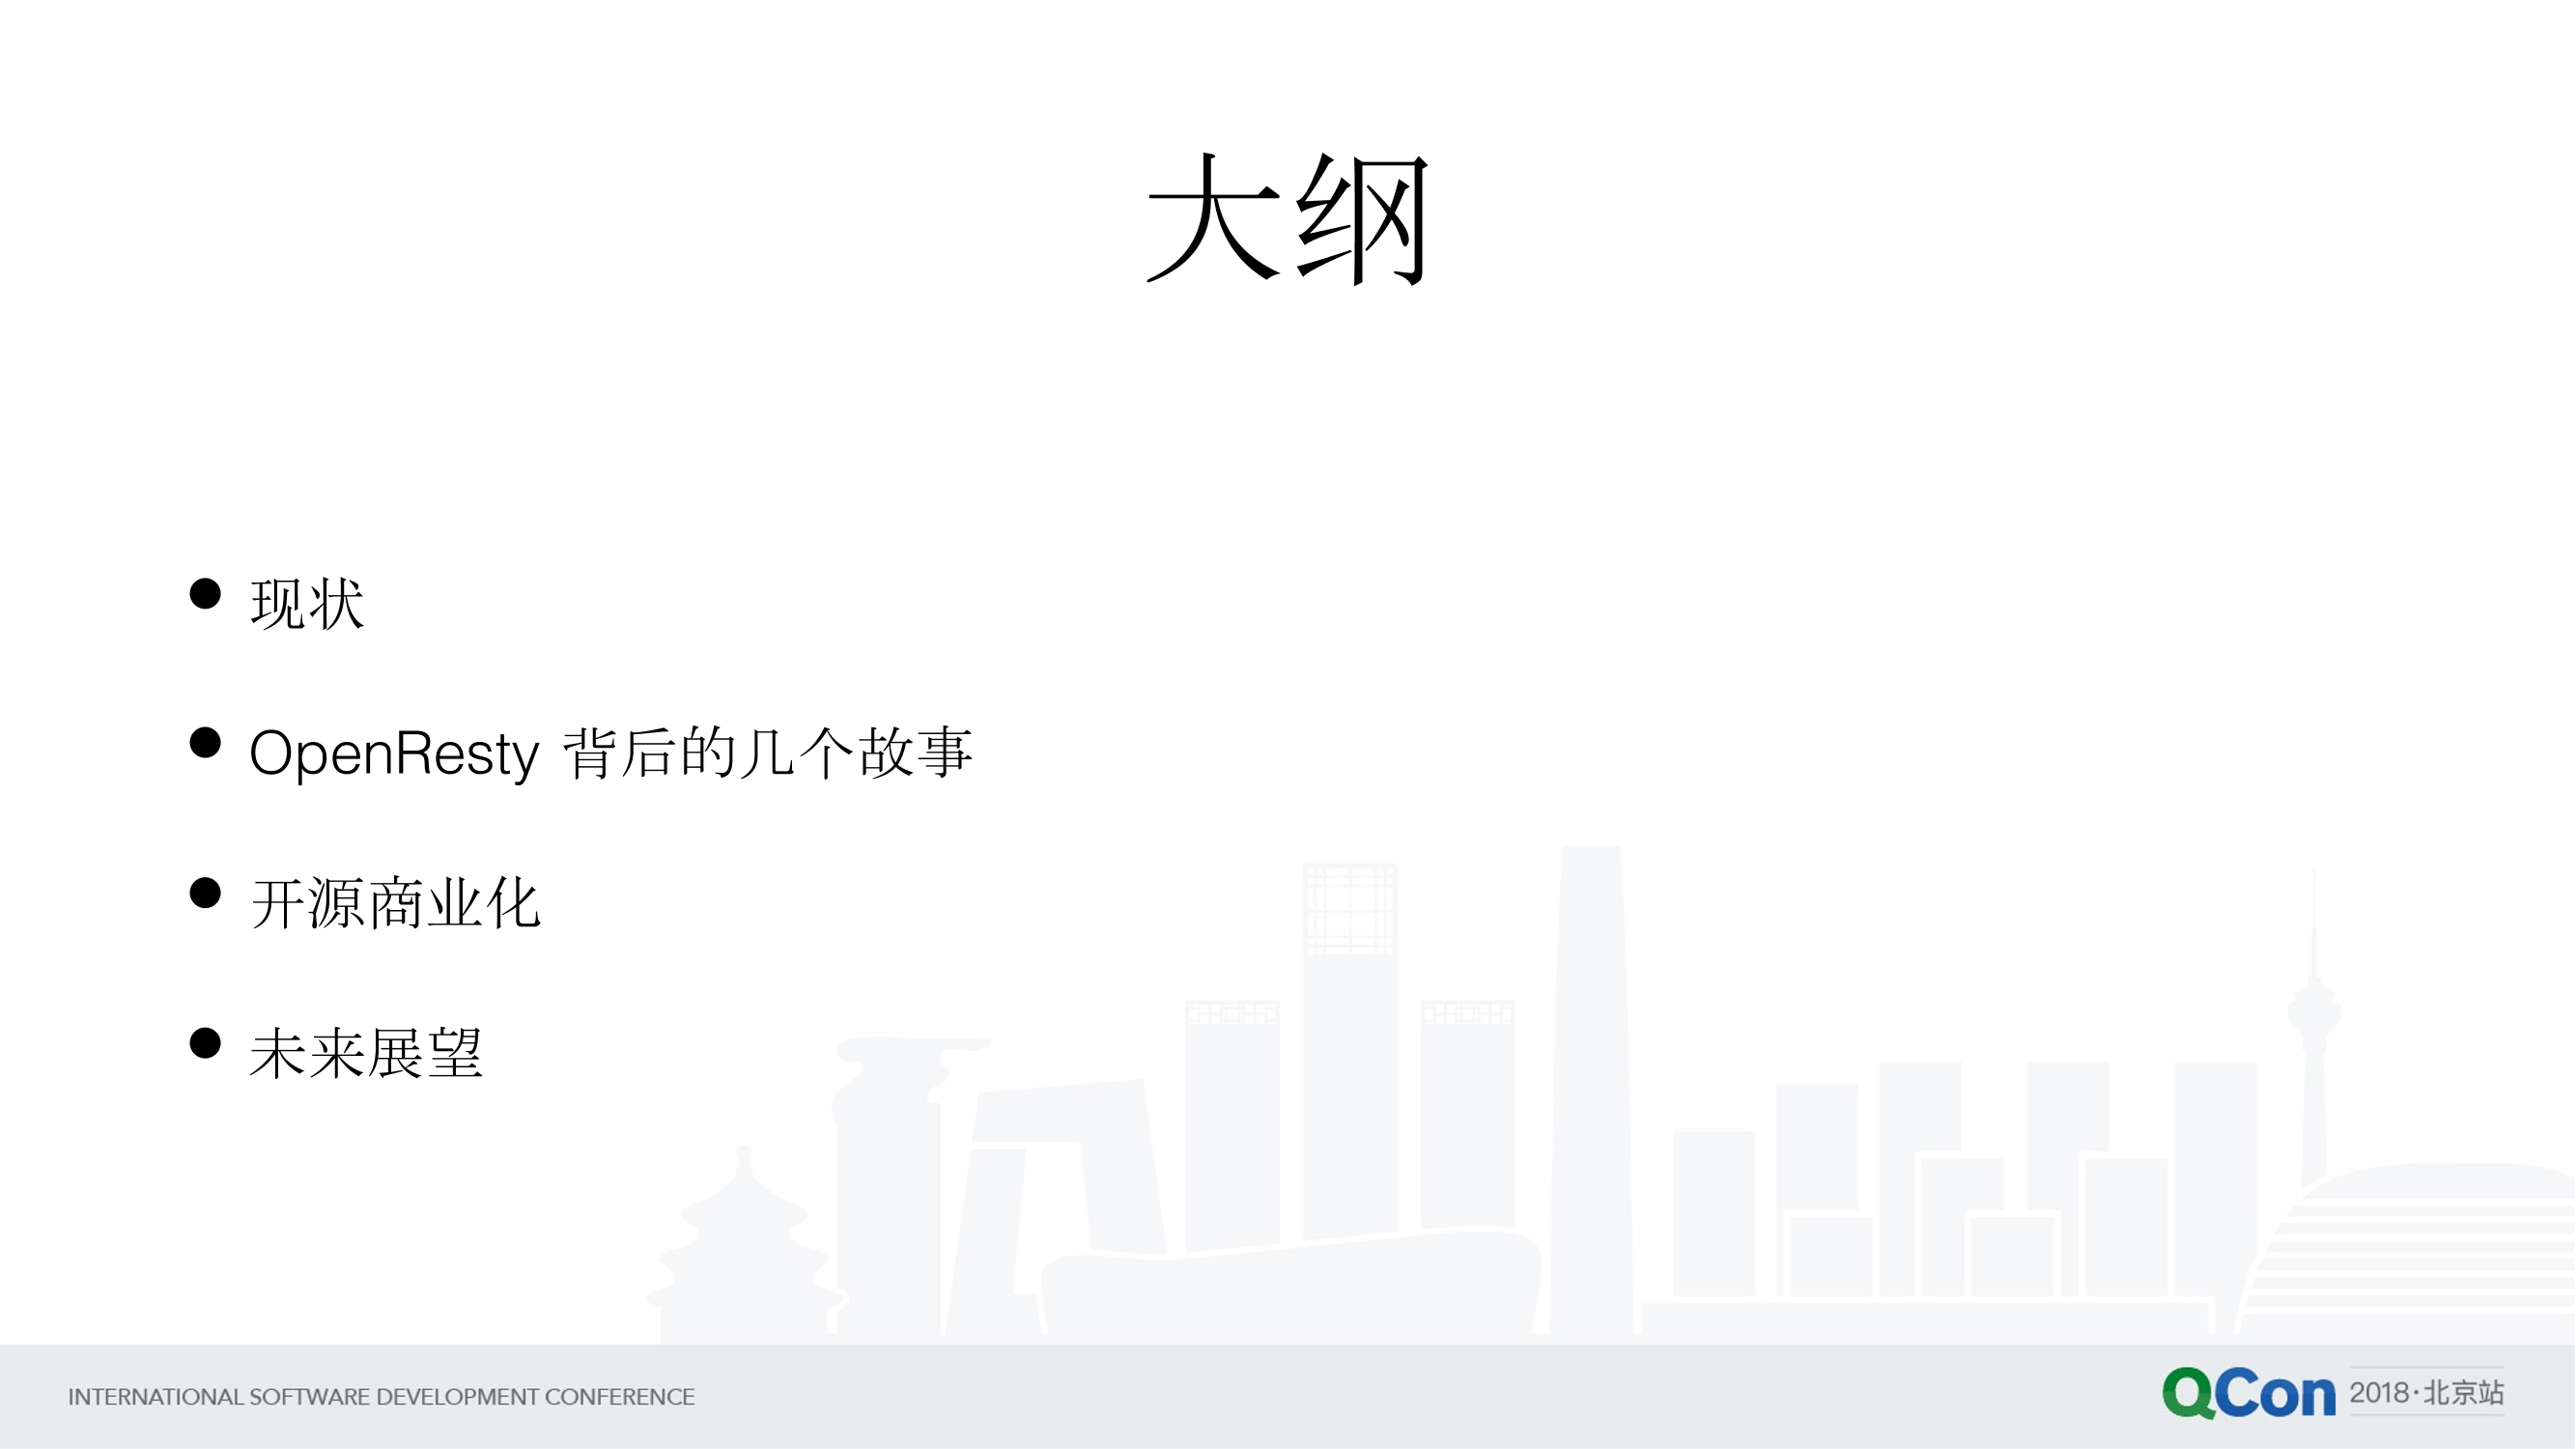 大纲
现状
OpenResty 背后的几个故事
开源商业化
未来展望
INTERNATIONAL SOFTWARE DEVELOPMENT CONFERENCE
QCon 2018·北京站